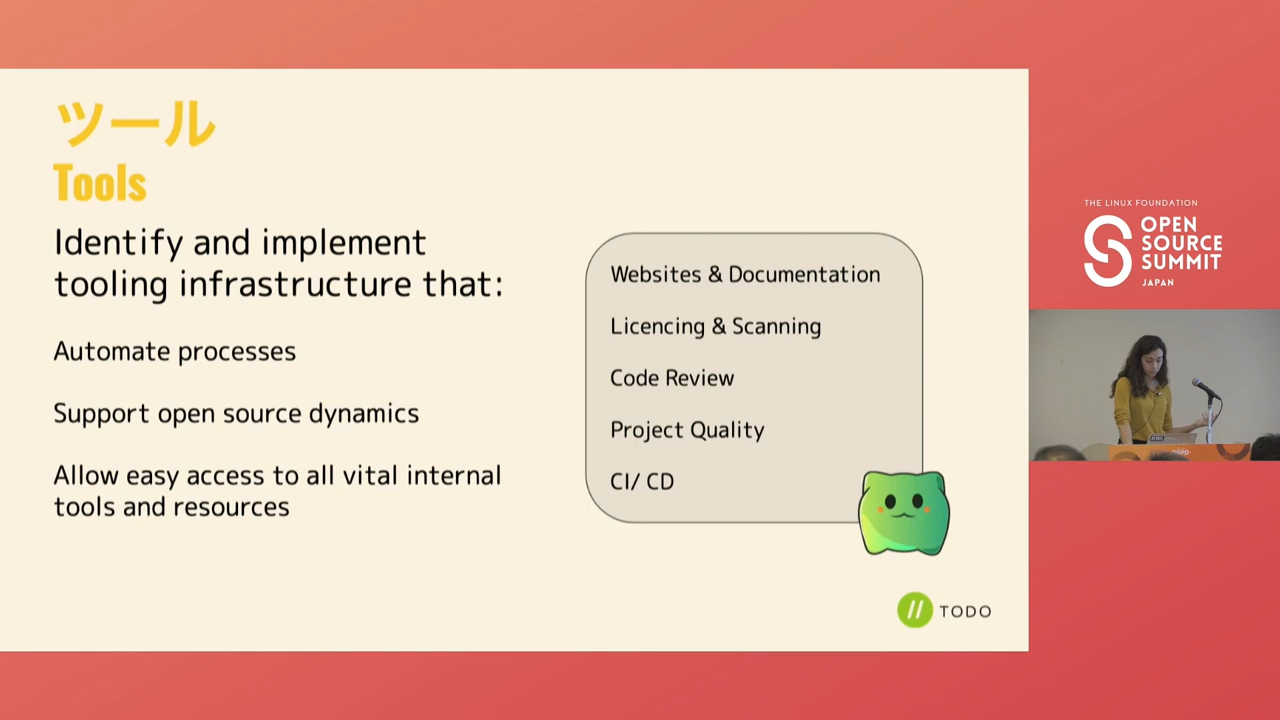 ツール
Tools
Identify and implement
tooling infrastructure that:
Automate processes
Support open source dynamics
Allow easy access to all vital internal
tools and resources
Websites & Documentation
Licencing & Scanning
Code Review
Project Quality
CI/ CD
// TODO
THE LINUX FOUNDATION
OPEN
SOURCE
SUMMIT
JAPAN